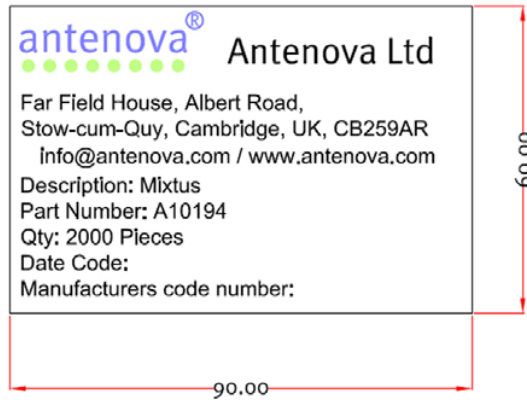 antenova®
Antenova Ltd
Far Field House, Albert Road,
Stow-cum-Quy, Cambridge, UK, CB259AR
info@antenova.com / www.antenova.com
Description: Mixtus
Part Number: A10194
Qty: 2000 Pieces
Date Code:
Manufacturers code number:
60.00
90.00